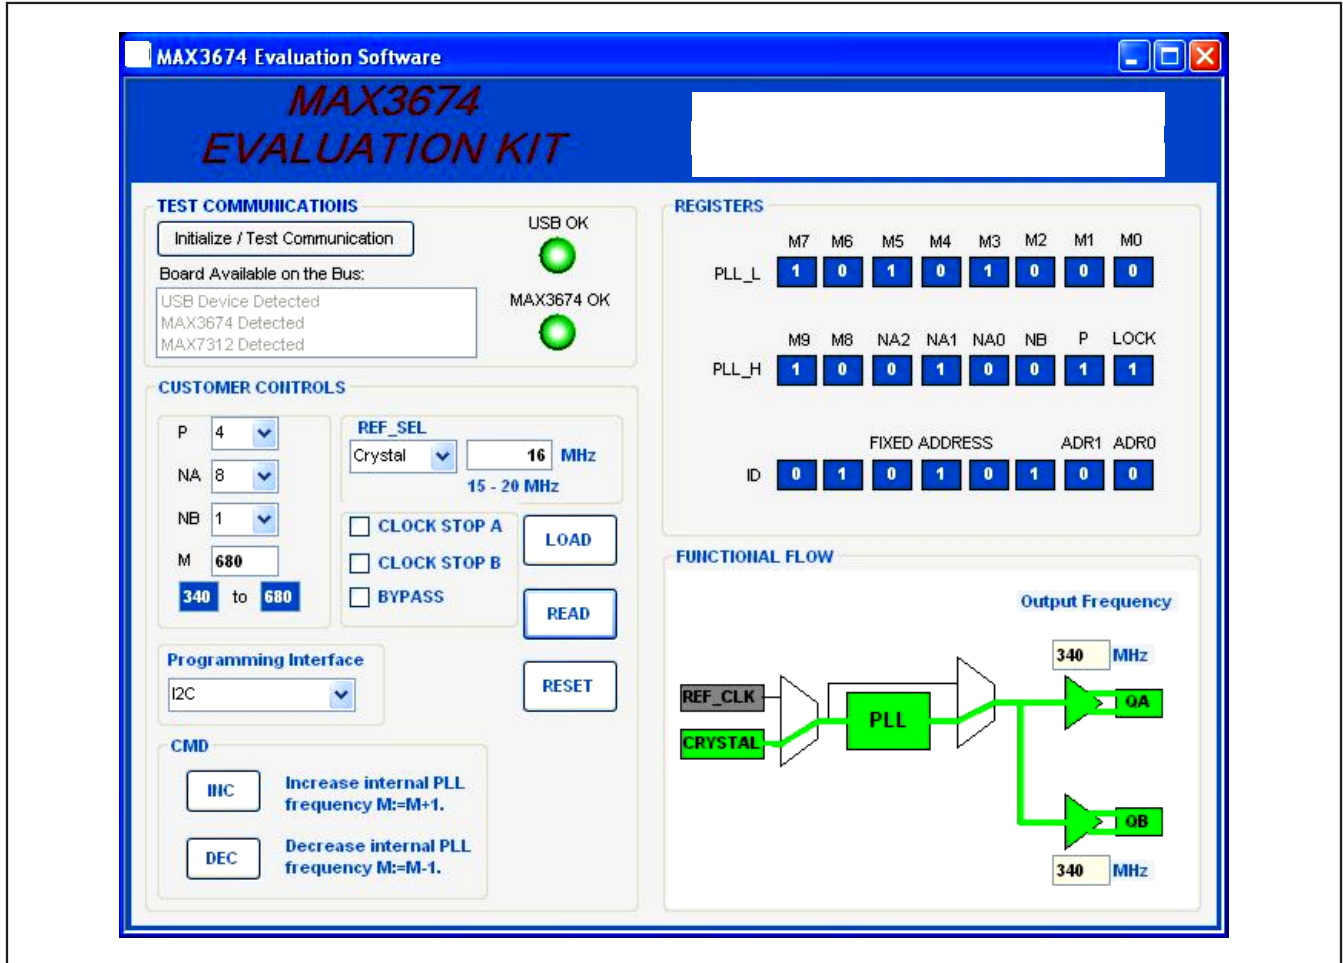 MAX3674 Evaluation Software
MAX3674
EVALUATION KIT
TEST COMMUNICATIONS
Initialize / Test Communication
USB OK
Board Available on the Bus:
USB Device Detected
MAX3674 Detected
MAX7312 Detected
MAX3674 OK
CUSTOMER CONTROLS
P 4
NA 8
NB 1
M 680
340 to 680
REF_SEL
Crystal 16 MHz
15 - 20 MHz
CLOCK STOP A
CLOCK STOP B
BYPASS
LOAD
READ
RESET
Programming Interface
I2C
CMD
INC Increase internal PLL
frequency M:=M+1.
DEC Decrease internal PLL
frequency M:=M-1.
REGISTERS
M7 M6 M5 M4 M3 M2 M1 M0
PLL_L 1 0 1 0 1 0 0 0
M9 M8 NA2 NA1 NA0 NB P LOCK
PLL_H 1 0 0 1 0 0 1 1
FIXED ADDRESS ADR1 ADR0
ID 0 1 0 1 0 1 0 0
FUNCTIONAL FLOW
Output Frequency
340 MHz
REF_CLK
CRYSTAL
PLL
QA
QB
340 MHz